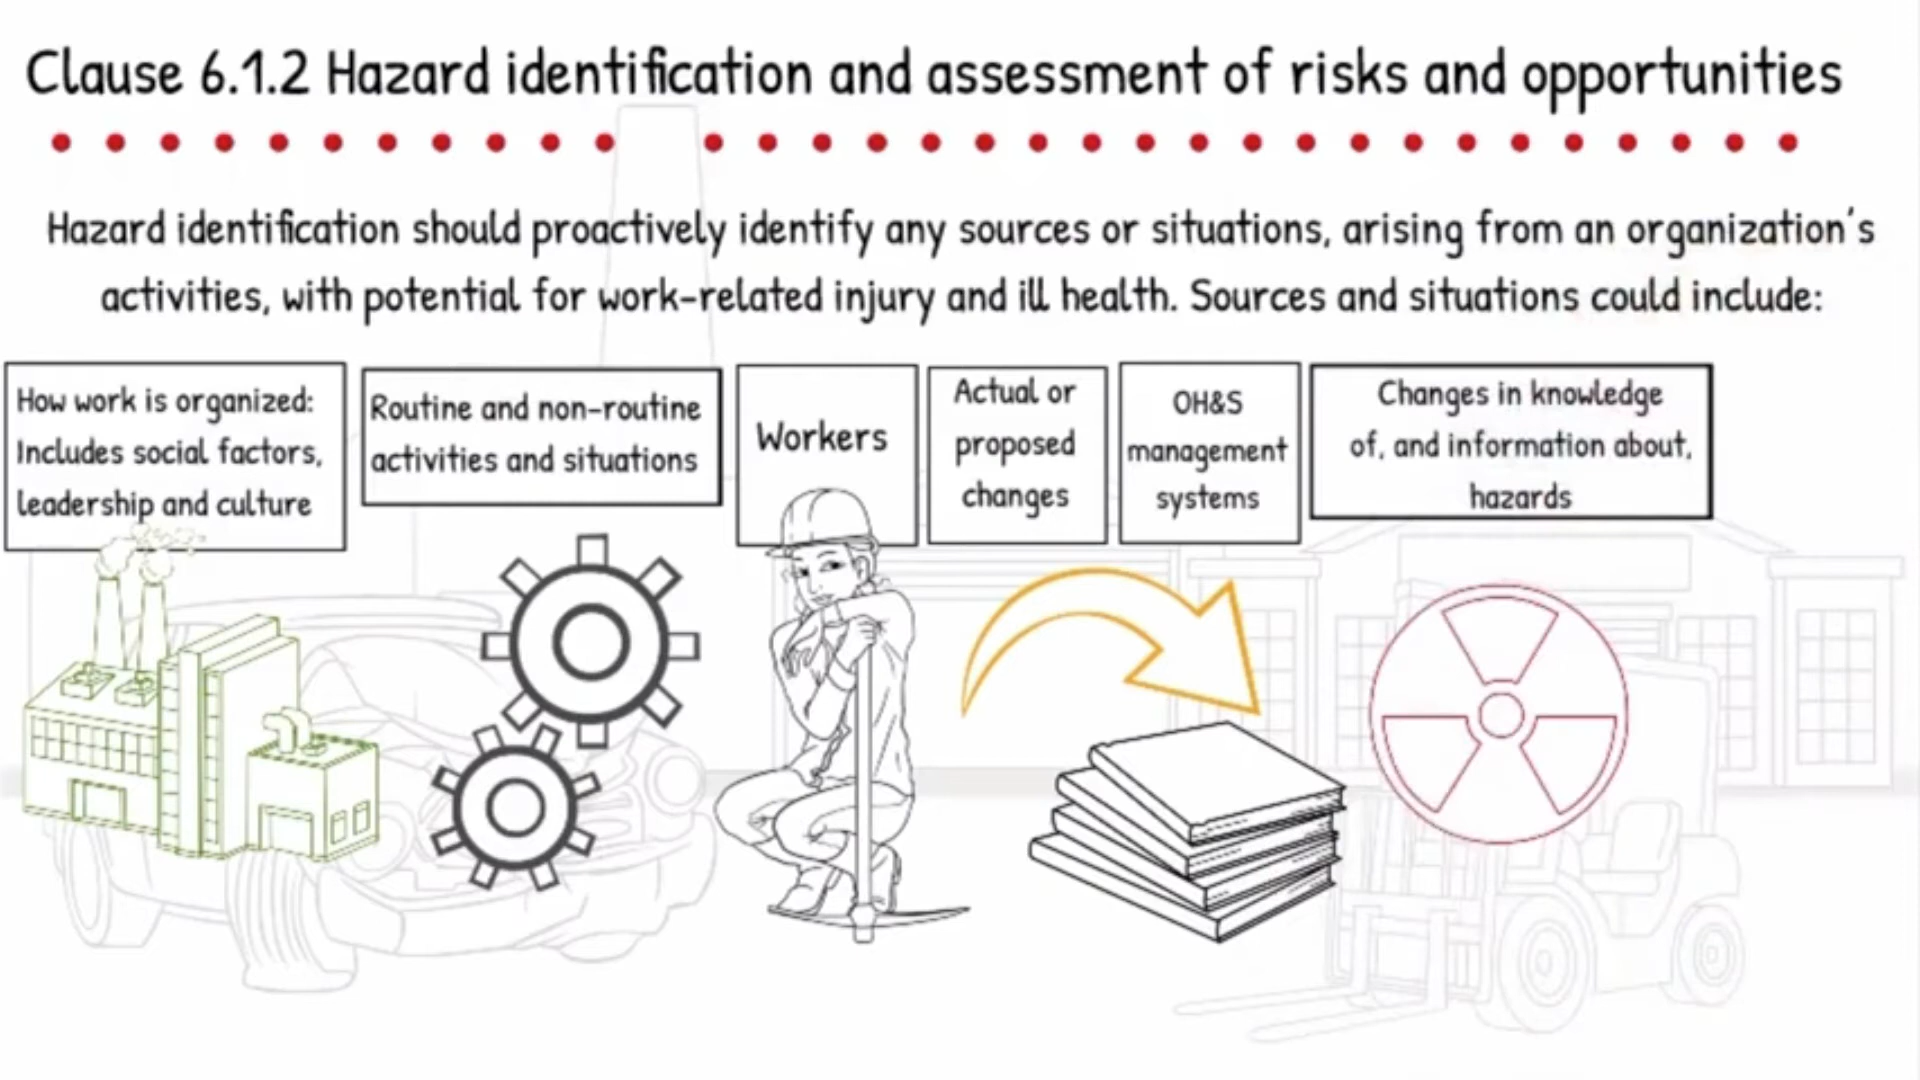 Clause 6.1.2 Hazard identification and assessment of risks and opportunities
Hazard identification should proactively identify any sources or situations, arising from an organization's
activities, with potential for work-related injury and ill health. Sources and situations could include:
How work is organized:
Includes social factors,
leadership and culture
Routine and non-routine
activities and situations
Workers
Actual or
proposed
changes
OH&S
management
systems
Changes in knowledge
of, and information about,
hazards